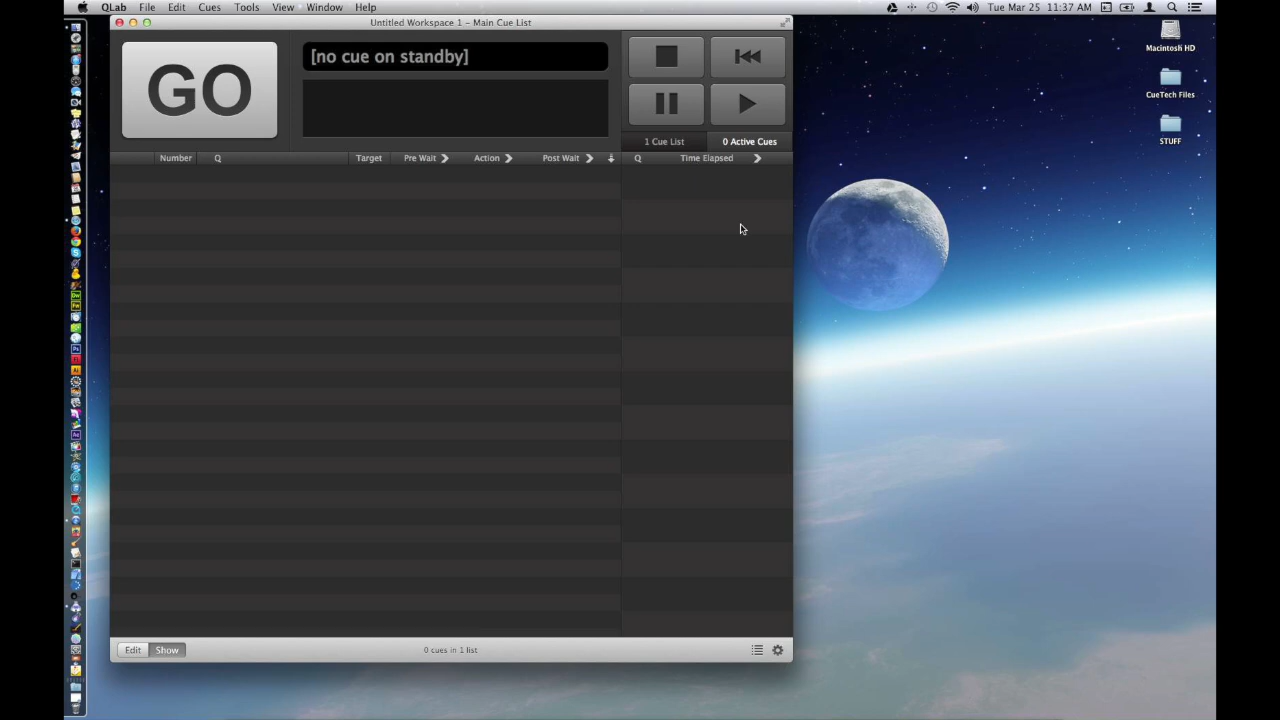 QLab File Edit Cues Tools View Window Help
Tue Mar 25 11:37 AM
Untitled Workspace 1 – Main Cue List
GO
[no cue on standby]
1 Cue List
0 Active Cues
Number Q Target Pre Wait Action Post Wait Q Time Elapsed
Edit Show
0 cues in 1 list
Macintosh HD
CueTech Files
STUFF